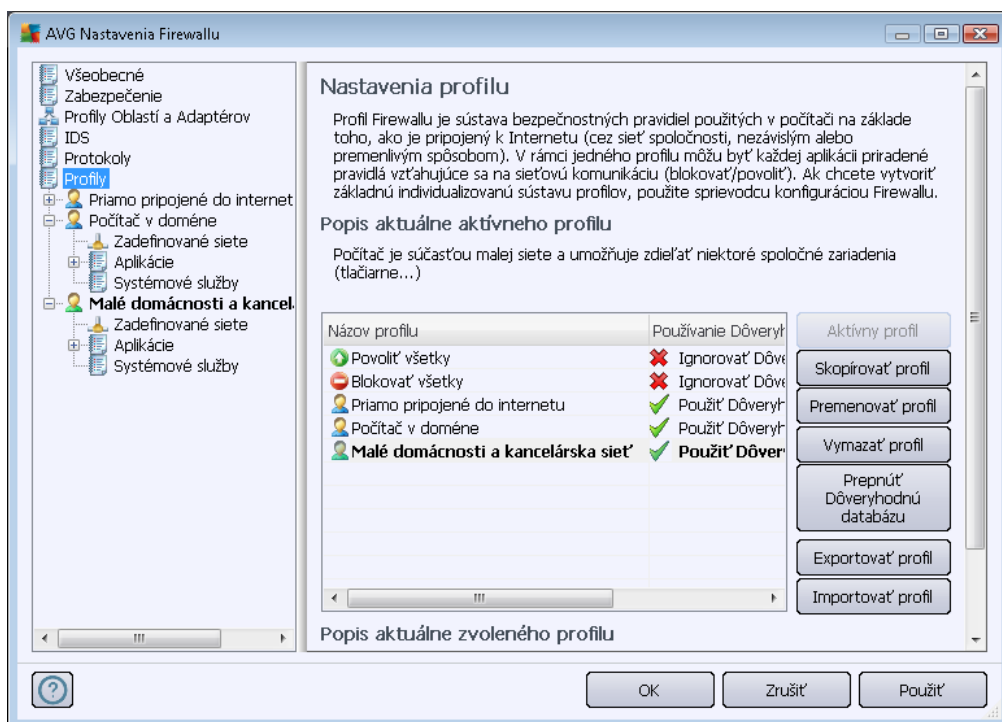 AVG Nastavenia Firewallu
Všeobecné
Zabezpečenie
Profily Oblastí a Adaptérov
IDS
Protokoly
Profily
Priamo pripojené do internet
Počítač v doméne
Zadefinované siete
Aplikácie
Systémové služby
Malé domácnosti a kancel
Zadefinované siete
Aplikácie
Systémové služby
Nastavenia profilu
Profil Firewallu je sústava bezpečnostných pravidiel použitých v počítači na základe
toho, ako je pripojený k Internetu (cez sieť spoločnosti, nezávislým alebo
premenlivým spôsobom). V rámci jedného profilu môžu byť každej aplikácii priradené
pravidlá vzťahujúce sa na sieťovú komunikáciu (blokovať/povoliť). Ak chcete vytvoriť
základnú individualizovanú sústavu profilov, použite sprievodcu konfiguráciou Firewallu.
Popis aktuálne aktívneho profilu
Počítač je súčasťou malej siete a umožňuje zdieľať niektoré spoločné zariadenia
(tlačiarne...)
Názov profilu Používanie Dôveryh
Povoliť všetky Ignorovať Dôve
Blokovať všetky Ignorovať Dôve
Priamo pripojené do internetu Použiť Dôveryh
Počítač v doméne Použiť Dôveryh
Malé domácnosti a kancelárska sieť Použiť Dôver
Aktívny profil
Skopírovať profil
Premenovať profil
Vymazať profil
Prepnúť
Dôveryhodnú
databázu
Exportovať profil
Importovať profil
Popis aktuálne zvoleného profilu
OK
Zrušiť
Použiť